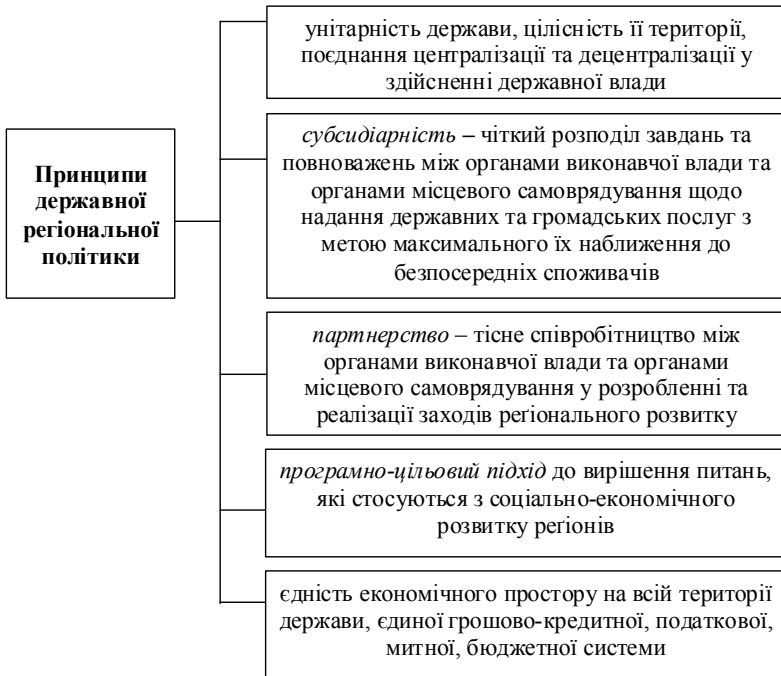 Принципи
державної
регіональної
політики
унітарність держави, цілісність її території,
поєднання централізації та децентралізації у
здійсненні державної влади
субсидіарність – чіткий розподіл завдань та
повноважень між органами виконавчої влади та
органами місцевого самоврядування щодо
надання державних та громадських послуг з
метою максимального їх наближення до
безпосередніх споживачів
партнерство – тісне співробітництво між
органами виконавчої влади та органами
місцевого самоврядування у розробленні та
реалізації заходів реґіонального розвитку
програмно-цільовий підхід до вирішення питань,
які стосуються з соціально-економічного
розвитку реґіонів
єдність економічного простору на всій території
держави, єдиної грошово-кредитної, податкової,
митної, бюджетної системи